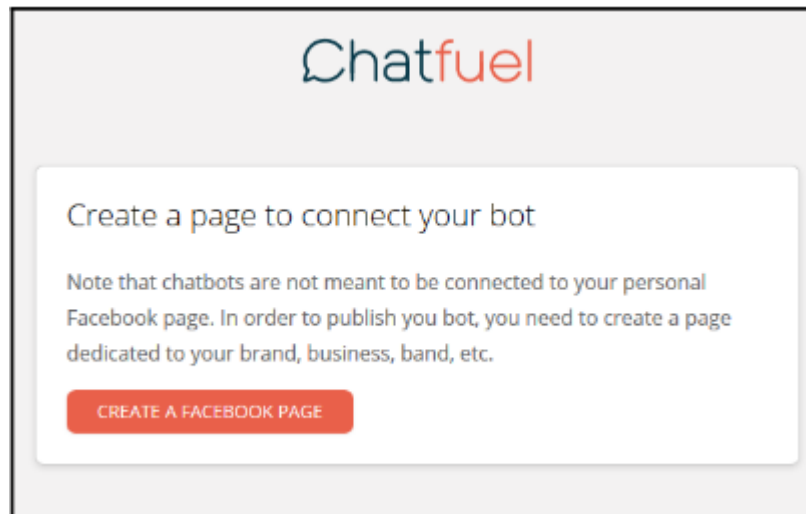 Chatfuel
Create a page to connect your bot
Note that chatbots are not meant to be connected to your personal
Facebook page. In order to publish you bot, you need to create a page
dedicated to your brand, business, band, etc.
CREATE A FACEBOOK PAGE